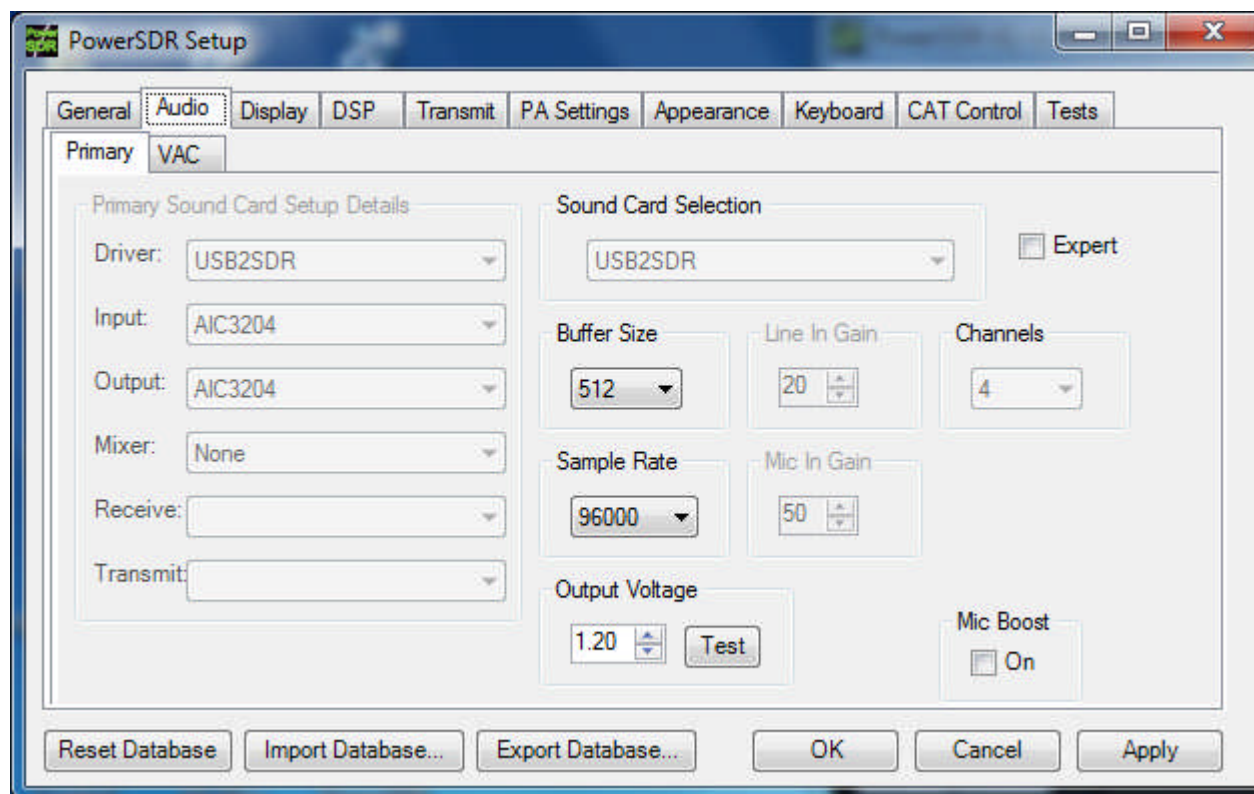 PowerSDR Setup
General Audio Display DSP Transmit PA Settings Appearance Keyboard CAT Control Tests
Primary VAC
Primary Sound Card Setup Details
Driver: USB2SDR
Input: AIC3204
Output: AIC3204
Mixer: None
Receive:
Transmit:
Sound Card Selection
USB2SDR
Expert
Buffer Size
512
Line In Gain
20
Channels
4
Sample Rate
96000
Mic In Gain
50
Output Voltage
1.20 Test
Mic Boost
On
Reset Database Import Database... Export Database... OK Cancel Apply